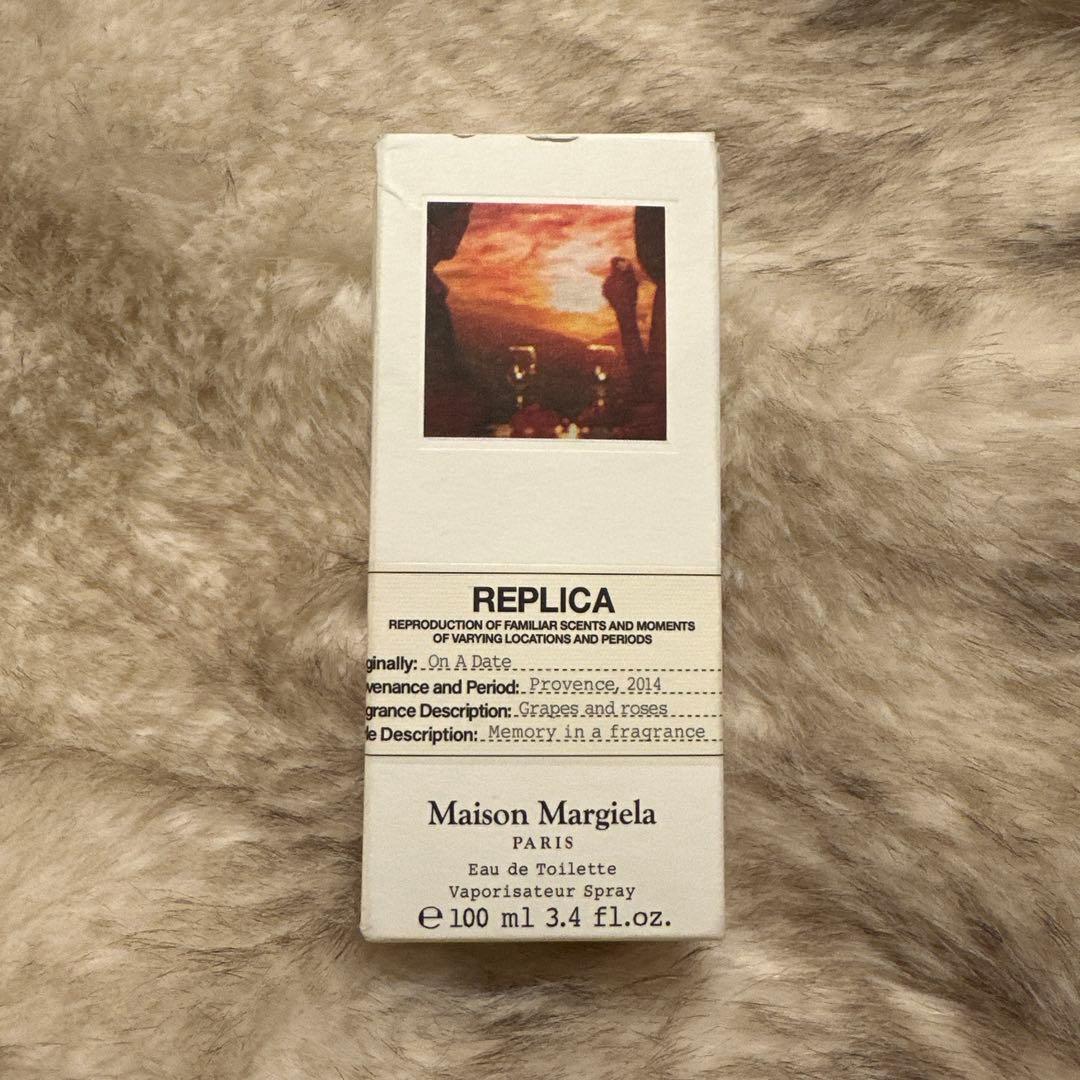 REPLICA
REPRODUCTION OF FAMILIAR SCENTS AND MOMENTS
OF VARYING LOCATIONS AND PERIODS
ginally: On A Date
venance and Period: Provence, 2014
grance Description: Grapes and roses
le Description: Memory in a fragrance
Maison Margiela
PARIS
Eau de Toilette
Vaporisateur Spray
℮ 100 ml 3.4 fl.oz.